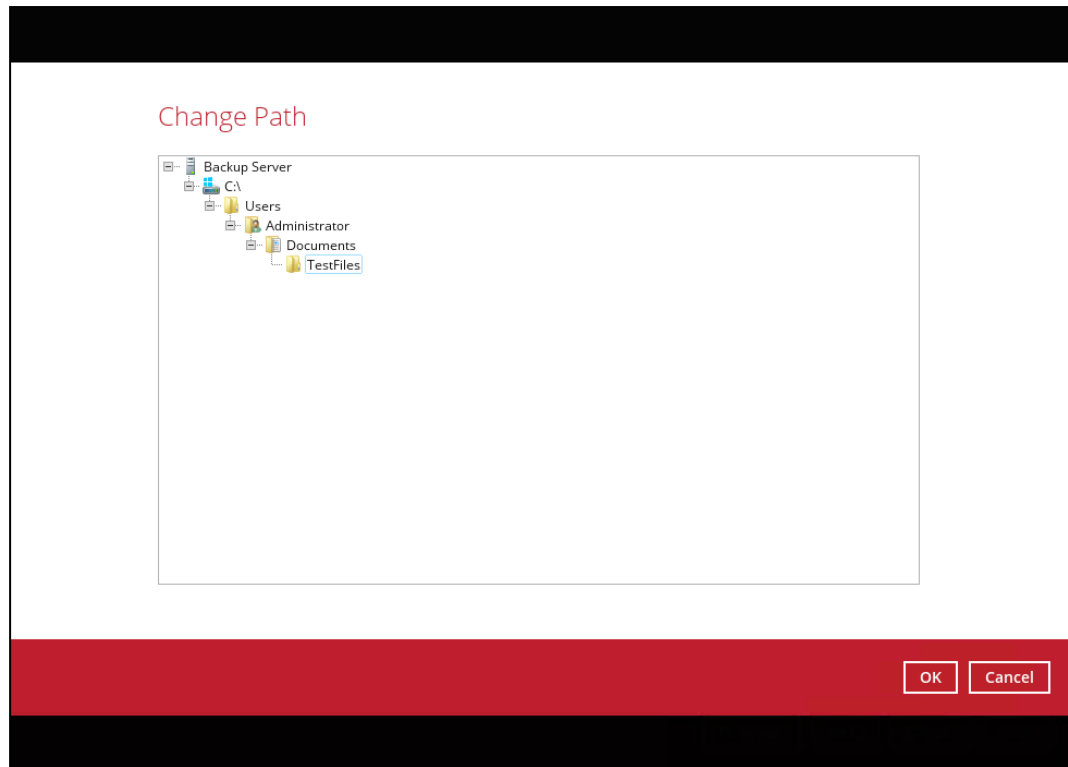 Change Path
Backup Server
C:\
Users
Administrator
Documents
TestFiles
OK Cancel